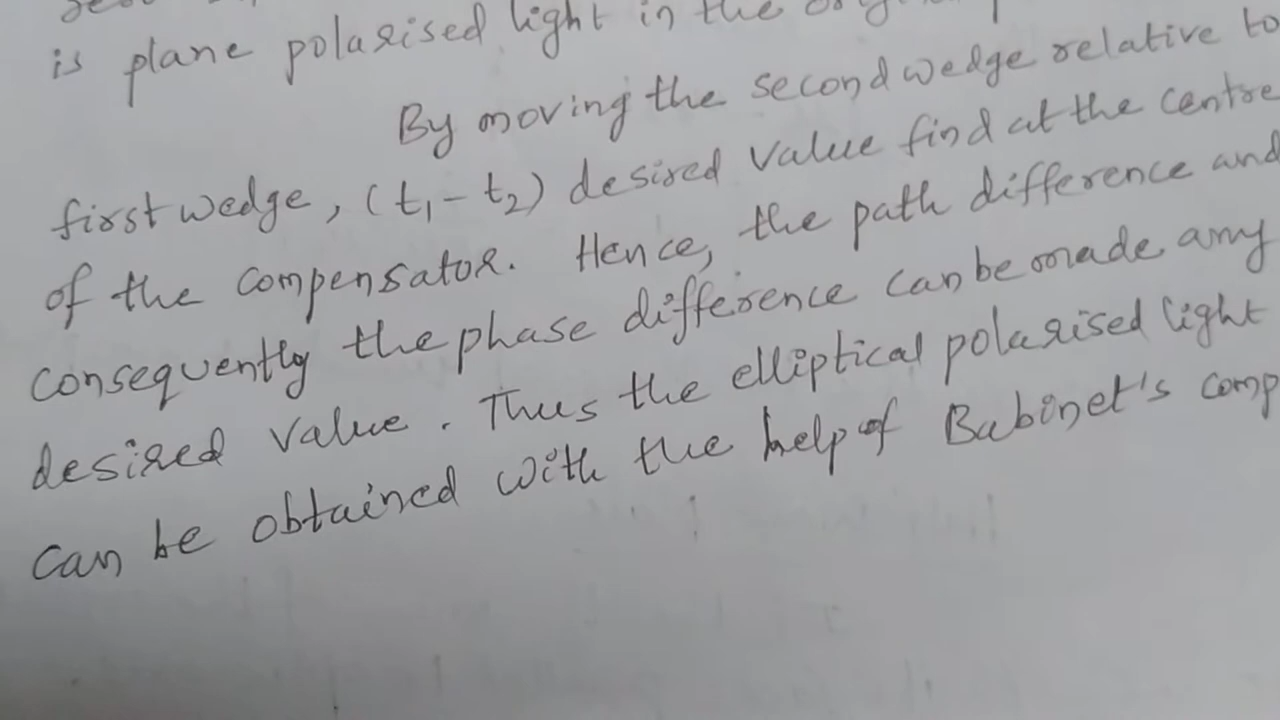 is plane polarised light in the
By moving the second wedge relative to
first wedge, (t₁ - t₂) desired value find at the centre
of the compensator. Hence, the path difference and
consequently the phase difference can be made any
desired value. Thus the elliptical polarised light
can be obtained with the help of Babinet's comp